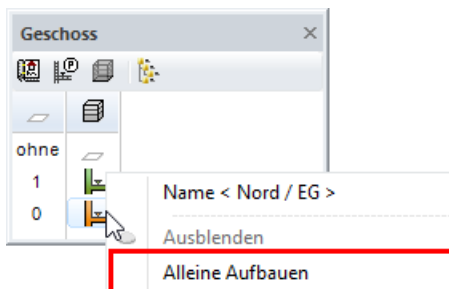 Geschoss
ohne
1
0
Name < Nord / EG >
Ausblenden
Alleine Aufbauen